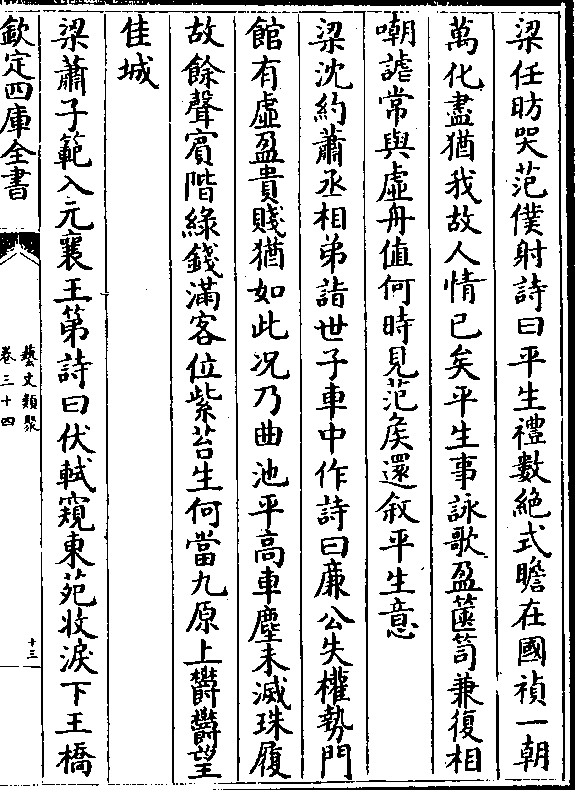 梁任昉哭范僕射詩曰平生禮數絶式瞻在國禎一朝
萬化盡猶我故人情已矣平生事詠歌盈篋笥兼復相
嘲謔常與虛舟值何時見范侯還叙平生意
梁沈約蕭丞相弟詣世子車中作詩曰廉公失權勢門
館有虛盈貴賤猶如此况乃曲池平高車塵未滅珠履
故餘聲賓階緑錢滿客位紫苔生何當九原上欝欝望
佳城
梁蕭子範入元襄王第詩曰伏軾窺東苑收淚下王橋
欽定四庫全書
藝文類聚
卷三十四
十三